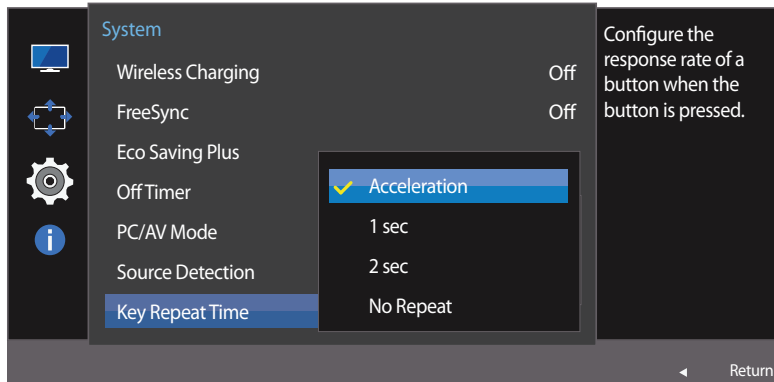 System
Wireless Charging Off
FreeSync Off
Eco Saving Plus
Off Timer
PC/AV Mode
Source Detection
Key Repeat Time
Acceleration
1 sec
2 sec
No Repeat
Configure the
response rate of a
button when the
button is pressed.
Return